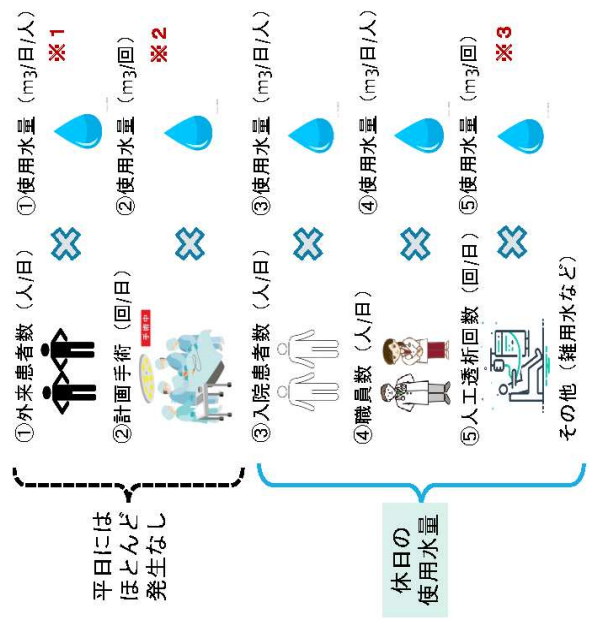 平日には
ほとんど
発生なし
①外来患者数（人/日）
①使用水量（m3/日/人）
※1
②計画手術（回/日）
手術中
②使用水量（m3/回）
※2
休日の
使用水量
③入院患者数（人/日）
③使用水量（m3/日/人）
④職員数（人/日）
④使用水量（m3/日/人）
⑤人工透析回数（回/日）
⑤使用水量（m3/回）
※3
その他（雑用水など）